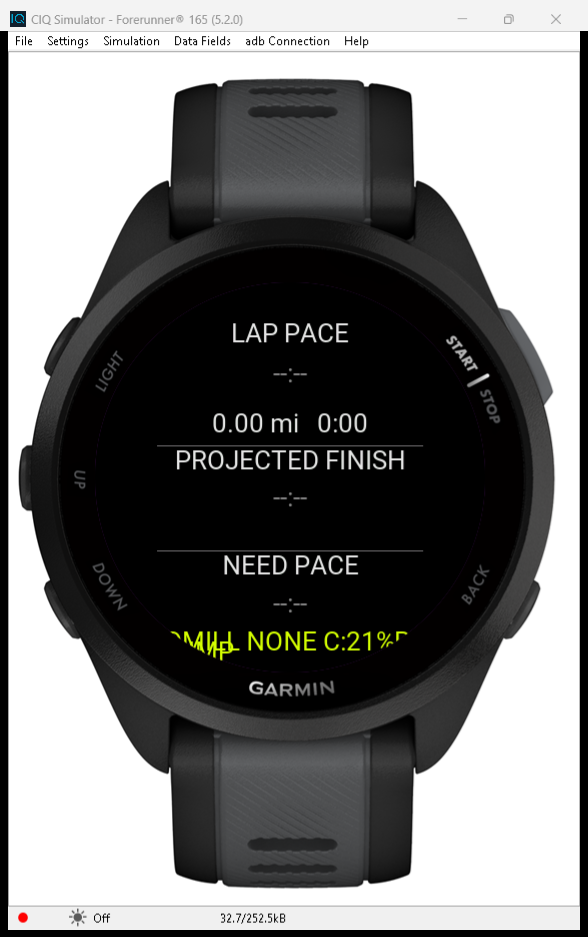 CIQ Simulator - Forerunner® 165 (5.2.0)
File Settings Simulation Data Fields adb Connection Help
LAP PACE
--:--
LIGHT
START
STOP
0.00 mi 0:00
PROJECTED FINISH
UP
--:--
NEED PACE
DOWN
BACK
--:--
NONE C:21%
GARMIN
Off
32.7/252.5kB